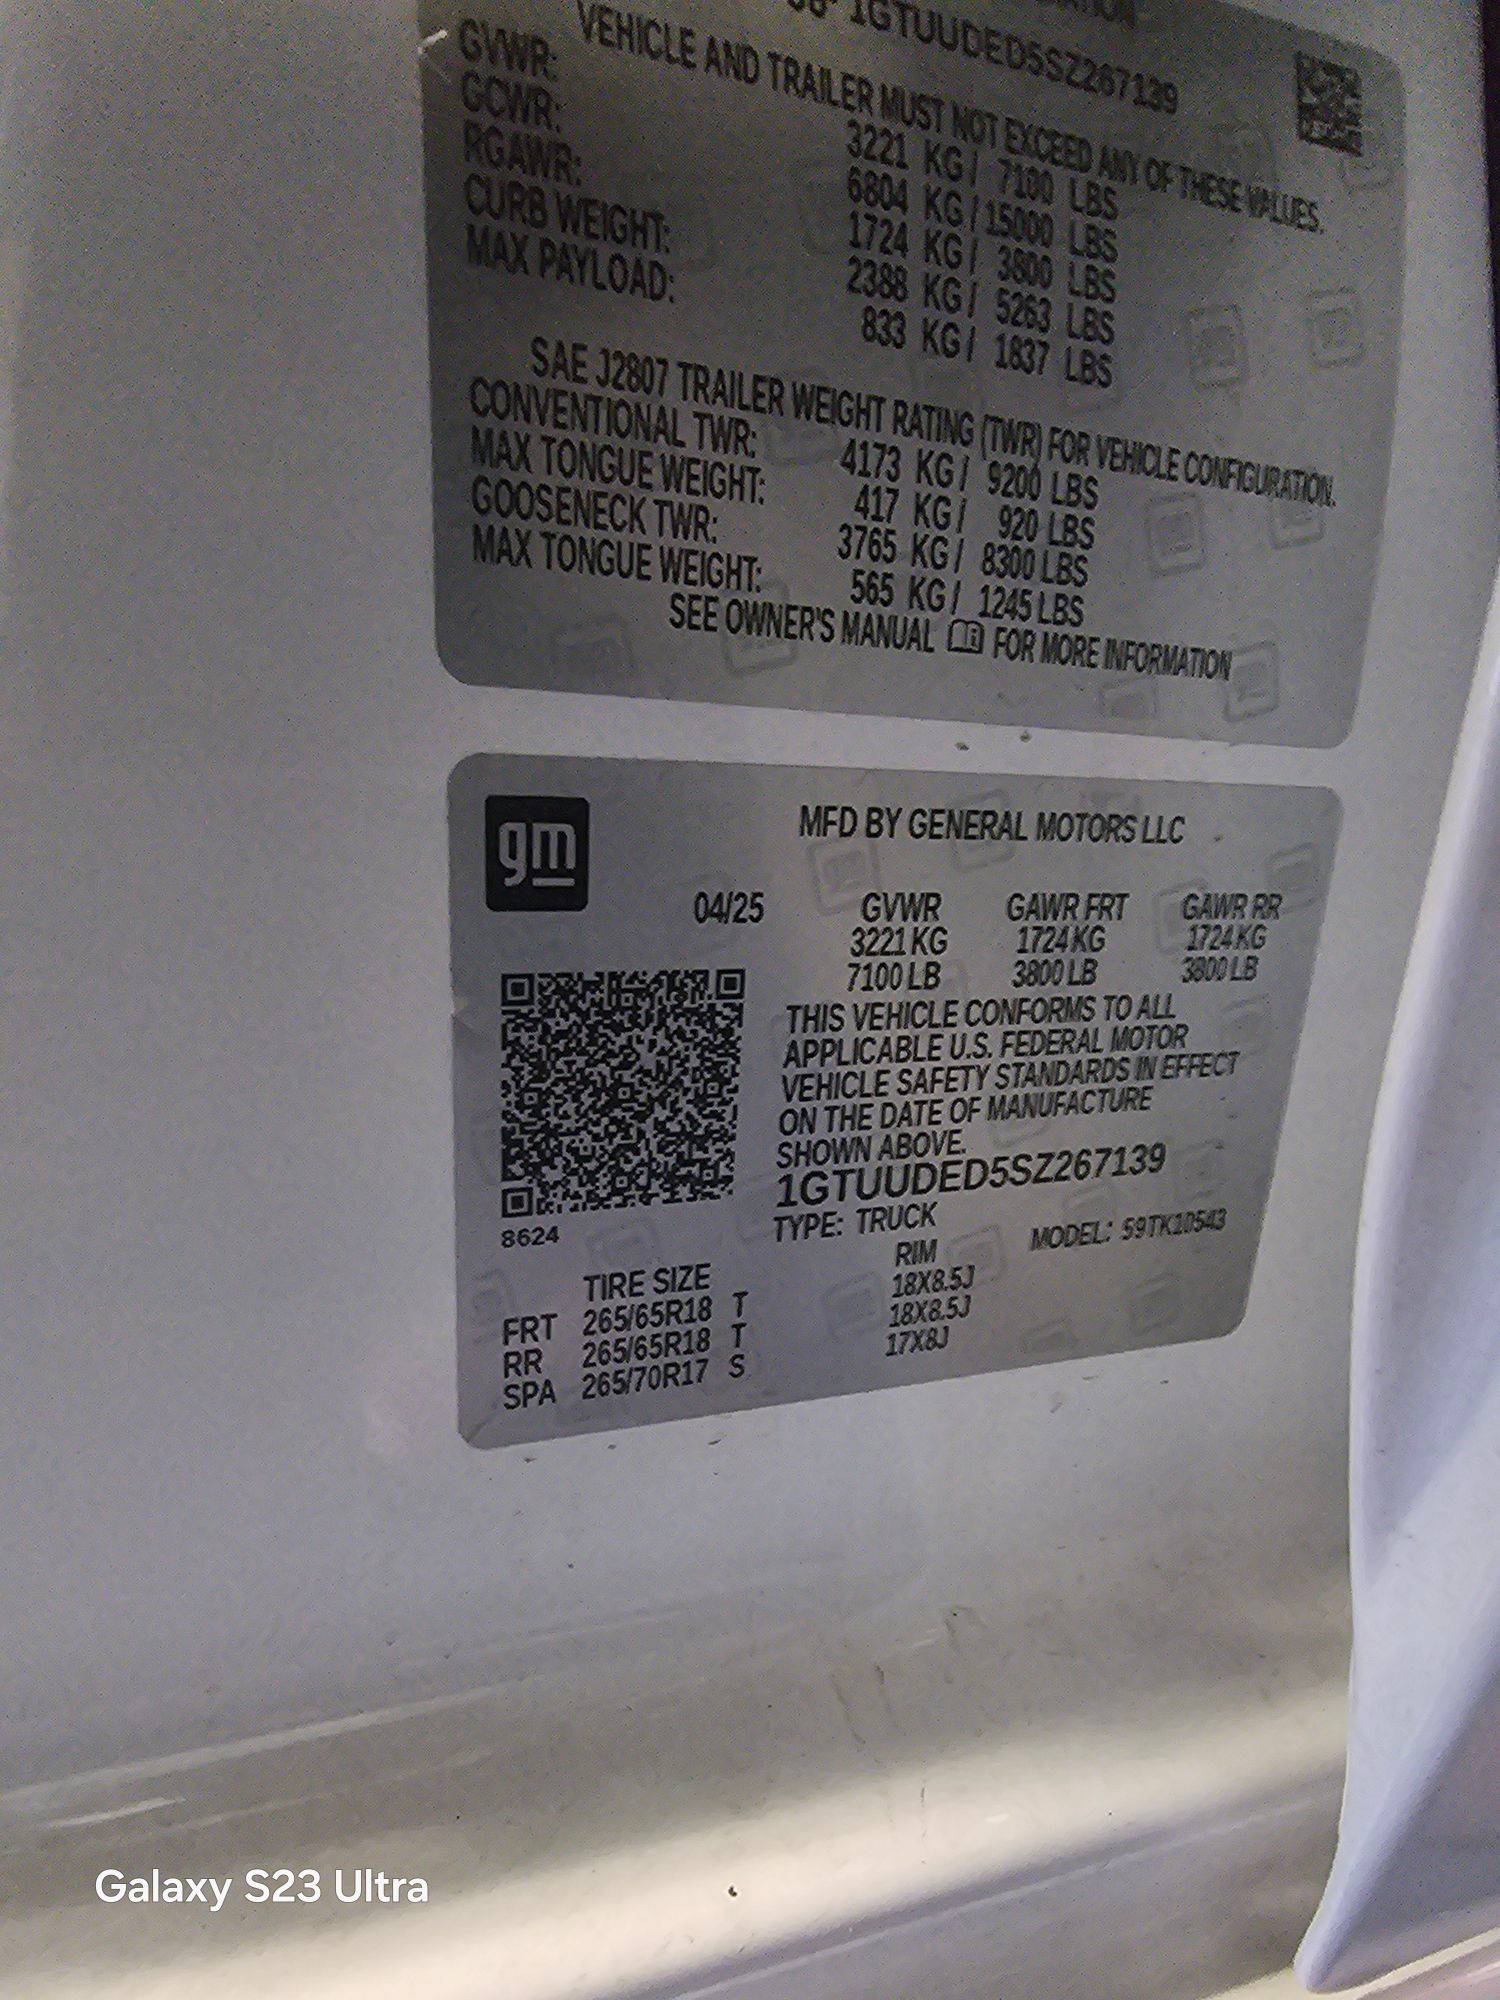 1GTUUDED5SZ267139
VEHICLE AND TRAILER MUST NOT EXCEED ANY OF THESE VALUES.
GVWR: 3221 KG / 7100 LBS
GCWR: 6804 KG / 15000 LBS
RGAWR: 1724 KG / 3800 LBS
CURB WEIGHT: 2388 KG / 5263 LBS
MAX PAYLOAD: 833 KG / 1837 LBS
SAE J2807 TRAILER WEIGHT RATING (TWR) FOR VEHICLE CONFIGURATION.
CONVENTIONAL TWR: 4173 KG / 9200 LBS
MAX TONGUE WEIGHT: 417 KG / 920 LBS
GOOSENECK TWR: 3765 KG / 8300 LBS
MAX TONGUE WEIGHT: 565 KG / 1245 LBS
SEE OWNER'S MANUAL FOR MORE INFORMATION
gm
MFD BY GENERAL MOTORS LLC
04/25 GVWR GAWR FRT GAWR RR
3221 KG 1724 KG 1724 KG
7100 LB 3800 LB 3800 LB
THIS VEHICLE CONFORMS TO ALL
APPLICABLE U.S. FEDERAL MOTOR
VEHICLE SAFETY STANDARDS IN EFFECT
ON THE DATE OF MANUFACTURE
SHOWN ABOVE.
1GTUUDED5SZ267139
8624
TYPE: TRUCK MODEL: 59TK10543
TIRE SIZE RIM
FRT 265/65R18 T 18X8.5J
RR 265/65R18 T 18X8.5J
SPA 265/70R17 S 17X8J
Galaxy S23 Ultra